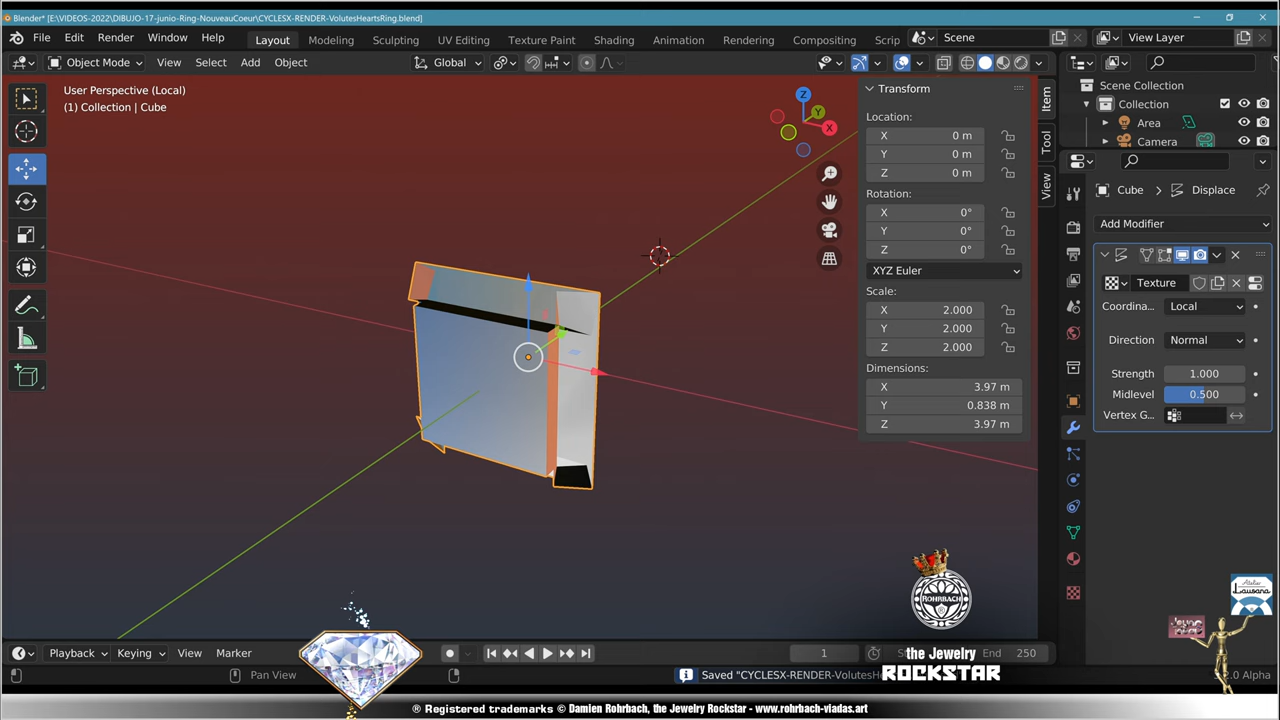 Blender* [E:\VIDEOS-2022\DIBUJO-17-junio-Ring-NouveauCoeur\CYCLESX-RENDER-VolutesHeartsRing.blend]
File Edit Render Window Help Layout Modeling Sculpting UV Editing Texture Paint Shading Animation Rendering Compositing Scrip Scene View Layer
Object Mode View Select Add Object Global
User Perspective (Local)
(1) Collection | Cube
Z
Y
X
Transform
Location:
X 0 m
Y 0 m
Z 0 m
Rotation:
X 0°
Y 0°
Z 0°
XYZ Euler
Scale:
X 2.000
Y 2.000
Z 2.000
Dimensions:
X 3.97 m
Y 0.838 m
Z 3.97 m
Item
Tool
View
Scene Collection
Collection
Area
Camera
Cube > Displace
Add Modifier
Texture
Coordina... Local
Direction Normal
Strength 1.000
Midlevel 0.500
Vertex G...
ROHRBACH
Atelier
Lausana
Playback Keying View Marker 1 End 250
the Jewelry
ROCKSTAR
Pan View Saved "CYCLESX-RENDER-VolutesHe .0 Alpha
® Registered trademarks © Damien Rohrbach, the Jewelry Rockstar - www.rohrbach-viadas.art